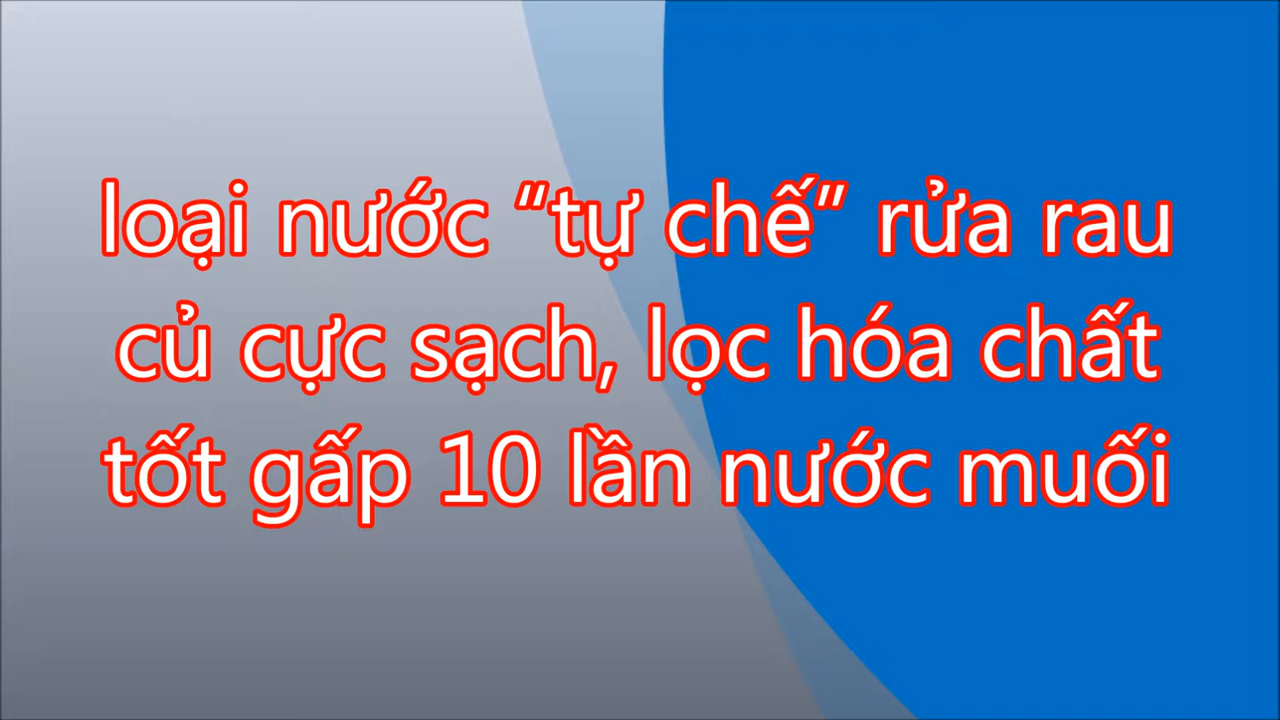 loại nước “tự chế” rửa rau
củ cực sạch, lọc hóa chất
tốt gấp 10 lần nước muối